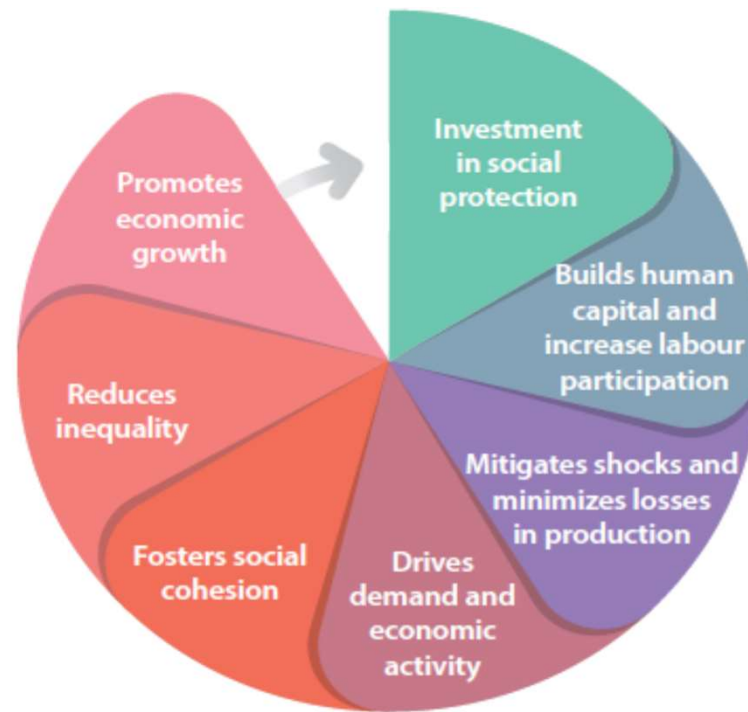 Investment
in social
protection
Builds human
capital and
increase labour
participation
Mitigates shocks and
minimizes losses
in production
Drives
demand and
economic
activity
Fosters social
cohesion
Reduces
inequality
Promotes
economic
growth